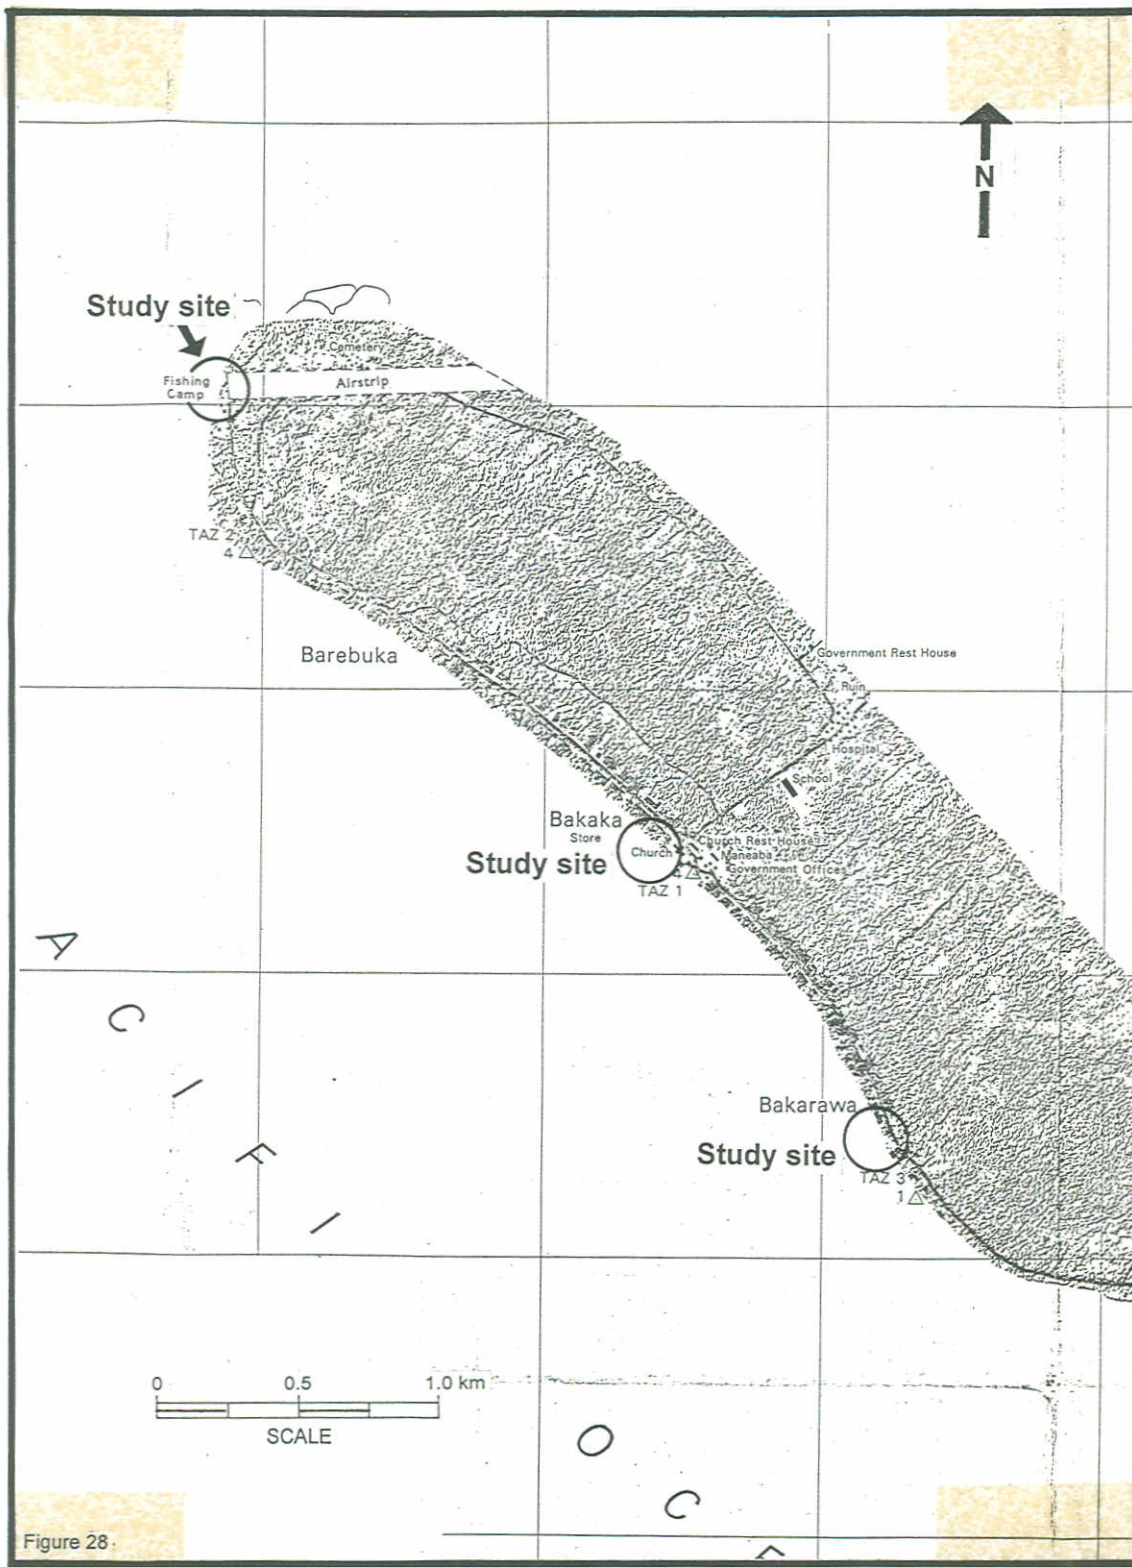 N
Study site
Cemetery
Fishing
Camp
Airstrip
TAZ 2
4
Barebuka
Government Rest House
Ruin
Hospital
School
Bakaka
Store
Church Rest House
Church
Maneaba
Study site
Government Offices
4
TAZ 1
A
C
I
F
I
Bakarawa
Study site
TAZ 3
1
0 0.5 1.0 km
SCALE
O
C
Figure 28